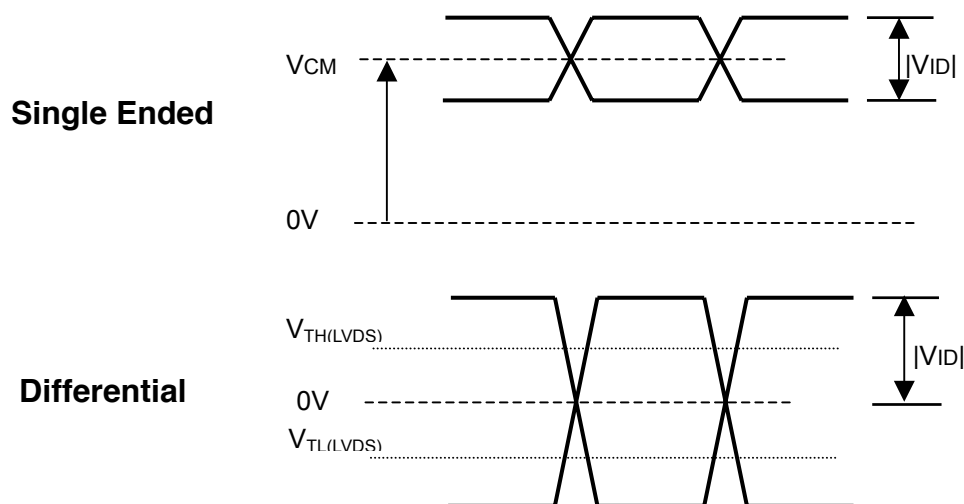 VCM
|VID|
Single Ended
0V
VTH(LVDS)
|VID|
Differential
0V
VTL(LVDS)